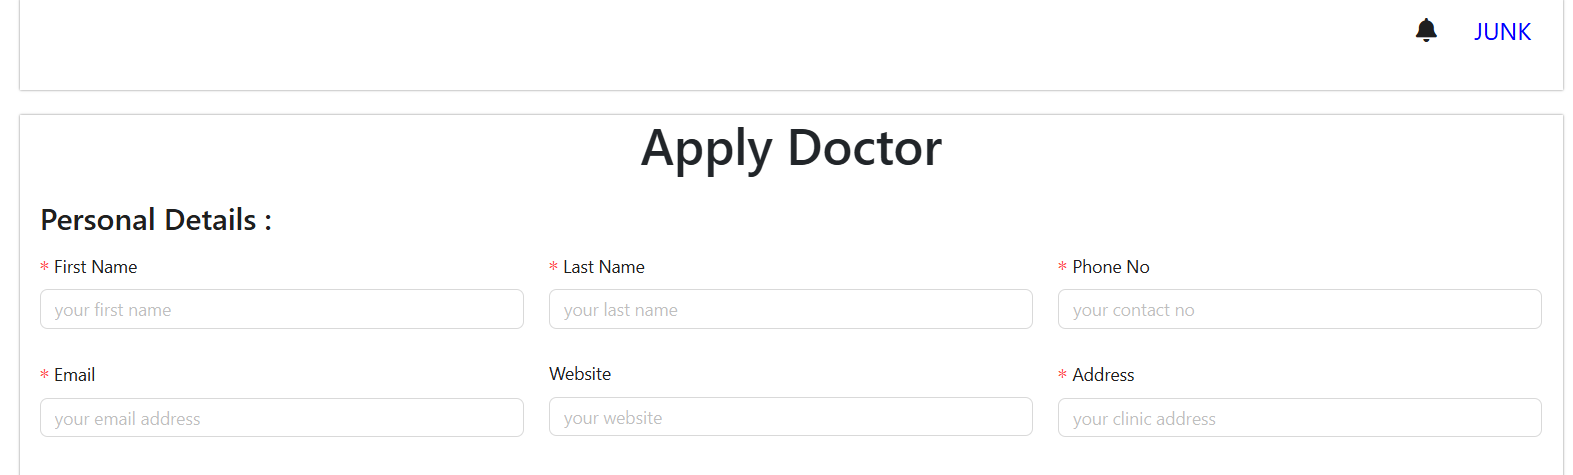 JUNK
Apply Doctor
Personal Details :
* First Name
* Last Name
* Phone No
your first name
your last name
your contact no
* Email
Website
* Address
your email address
your website
your clinic address